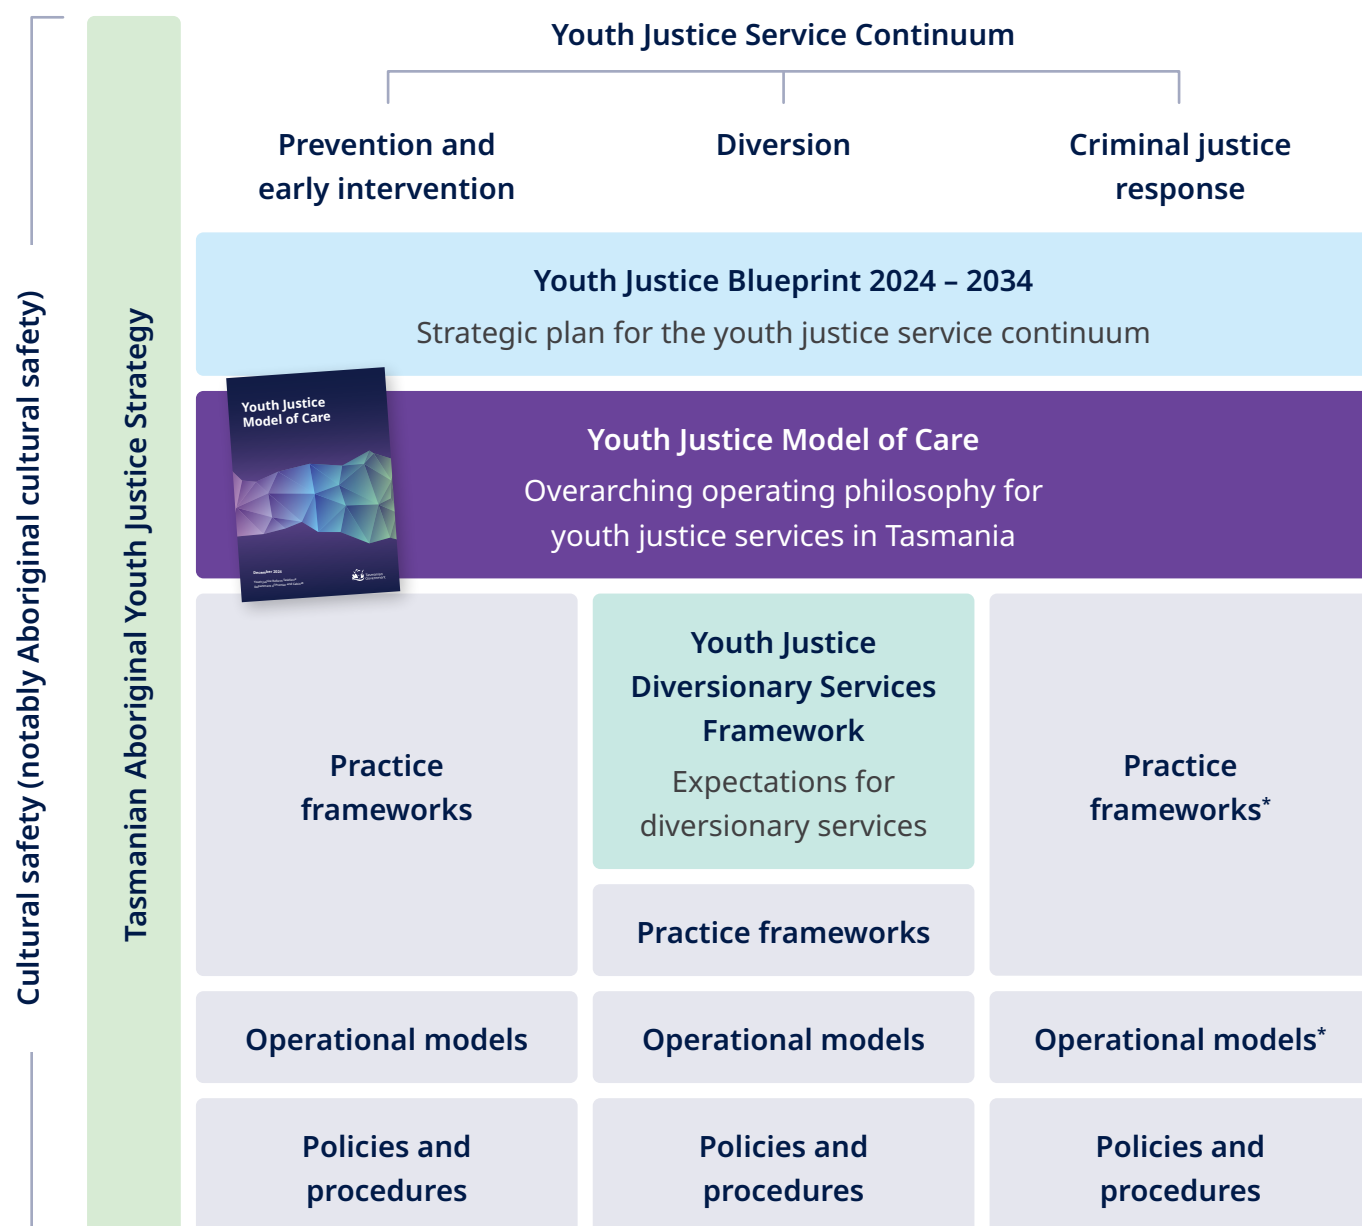 Youth Justice Service Continuum
Prevention and
early intervention
Diversion
Criminal justice
response
Cultural safety (notably Aboriginal cultural safety)
Tasmanian Aboriginal Youth Justice Strategy
Youth Justice Blueprint 2024 – 2034
Strategic plan for the youth justice service continuum
Youth Justice
Model of Care
December 2024
Tasmanian
Government
Youth Justice Model of Care
Overarching operating philosophy for
youth justice services in Tasmania
Practice
frameworks
Youth Justice
Diversionary Services
Framework
Expectations for
diversionary services
Practice frameworks
Practice
frameworks*
Operational models
Operational models
Operational models*
Policies and
procedures
Policies and
procedures
Policies and
procedures